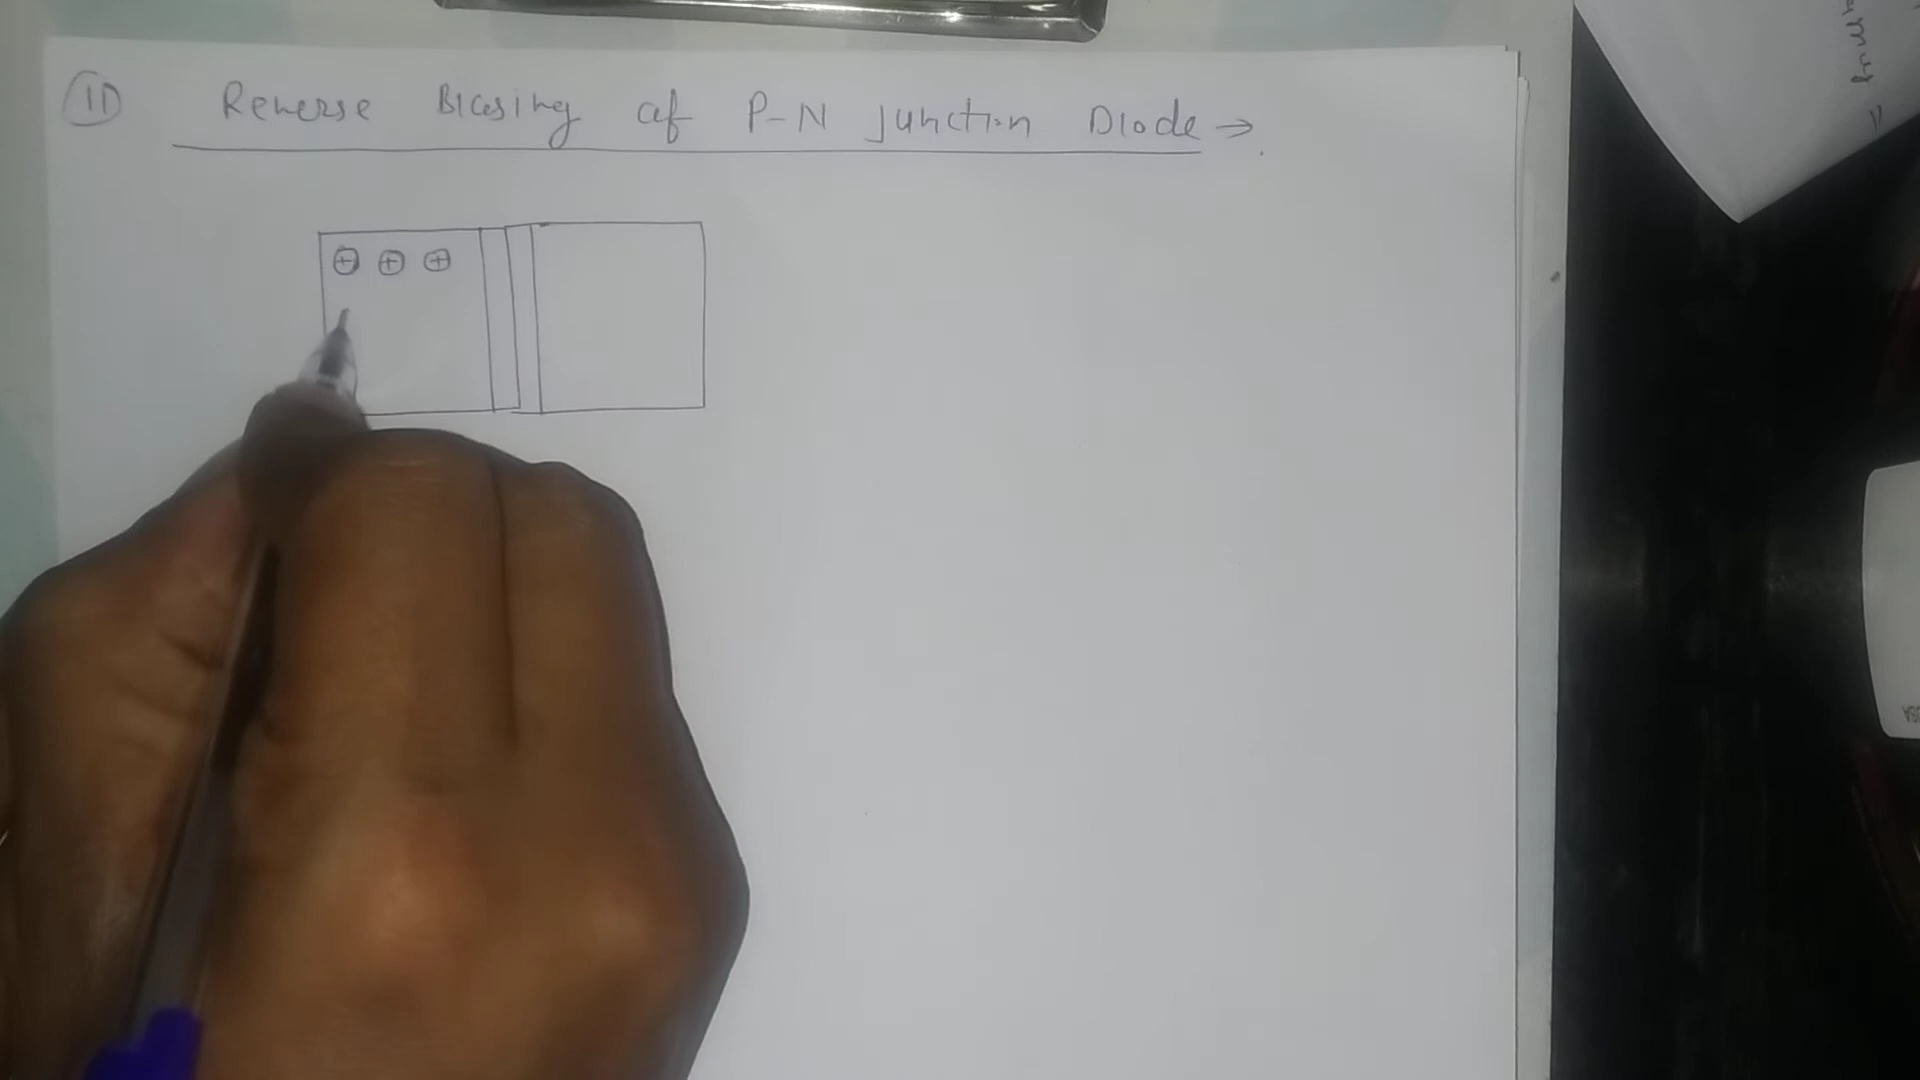 11 Reverse Biasing of P-N junction Diode →
⊕ ⊕ ⊕